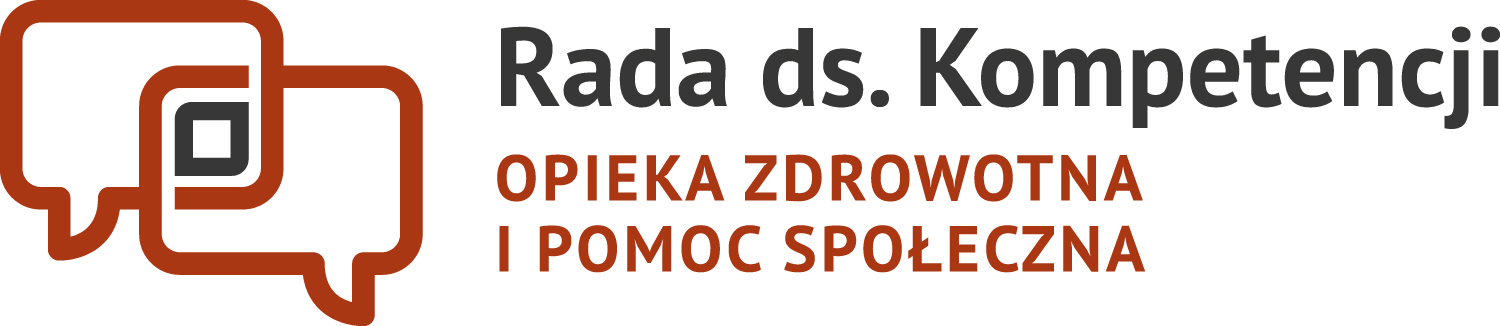 Rada ds. Kompetencji
OPIEKA ZDROWOTNA
I POMOC SPOŁECZNA